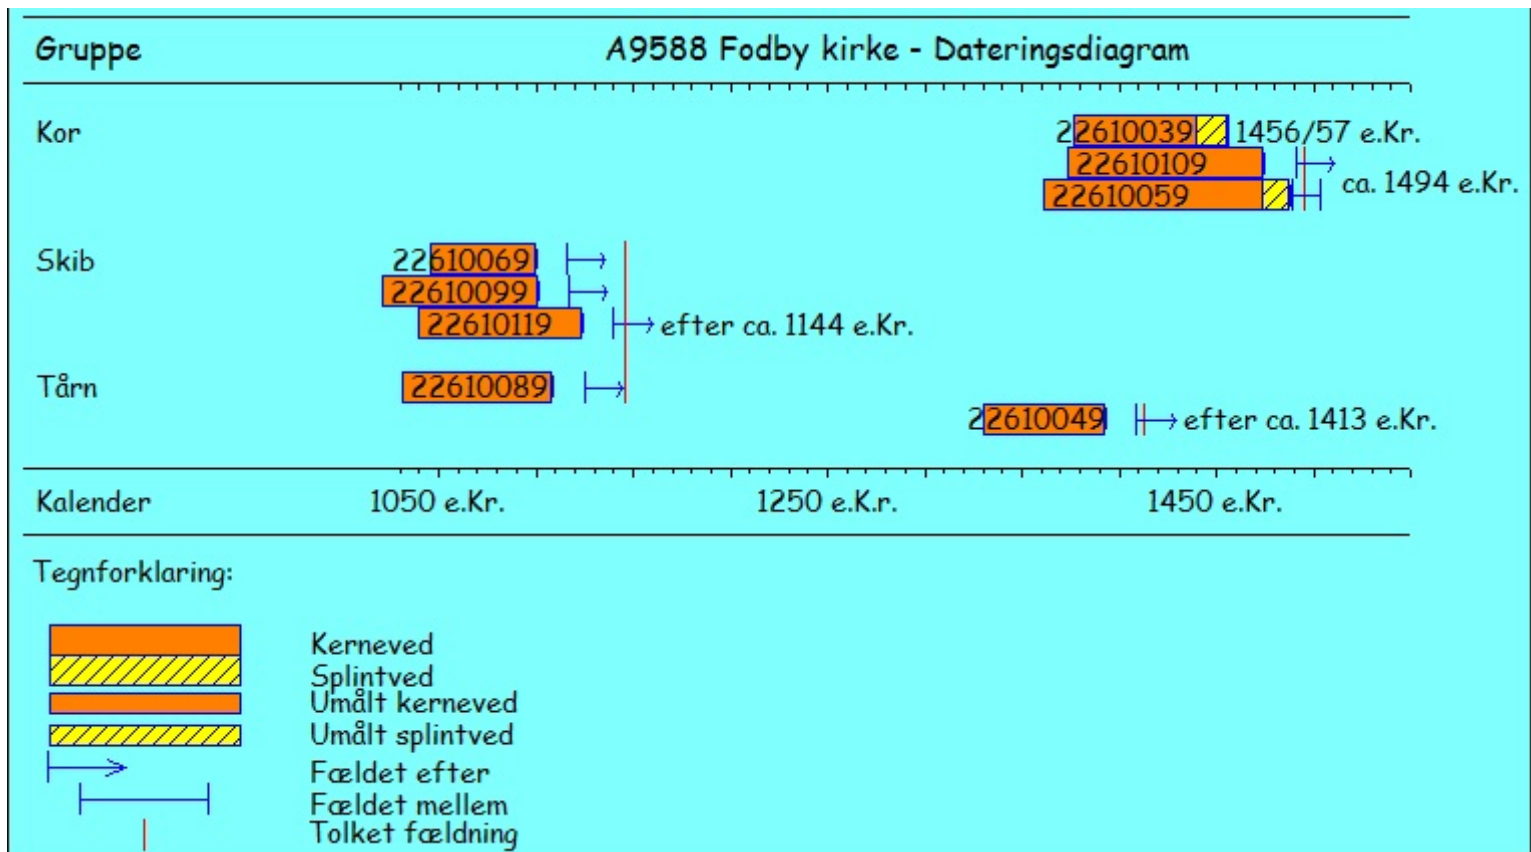 Gruppe A9588 Fodby kirke - Dateringsdiagram
Kor 22610039 1456/57 e.Kr.
22610109
22610059 ca. 1494 e.Kr.
Skib 22610069
22610099
22610119 efter ca. 1144 e.Kr.
Tårn 22610089
22610049 efter ca. 1413 e.Kr.
Kalender 1050 e.Kr. 1250 e.K.r. 1450 e.Kr.
Tegnforklaring:
Kerneved
Splintved
Umålt kerneved
Umålt splintved
Fældet efter
Fældet mellem
Tolket fældning